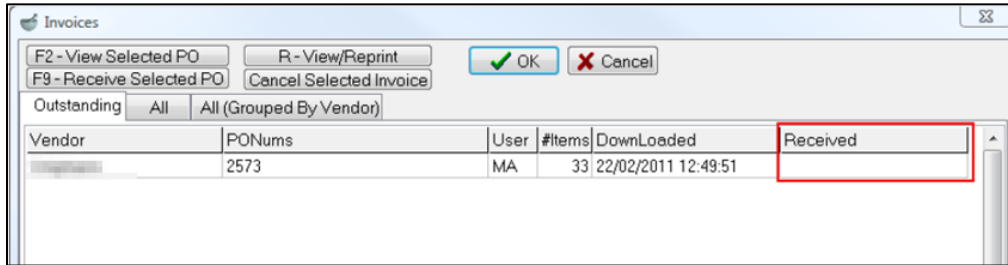 Invoices
F2 - View Selected PO R - View/Reprint OK Cancel
F9 - Receive Selected PO Cancel Selected Invoice
Outstanding All All (Grouped By Vendor)
Vendor PONums User #Items DownLoaded Received
2573 MA 33 22/02/2011 12:49:51